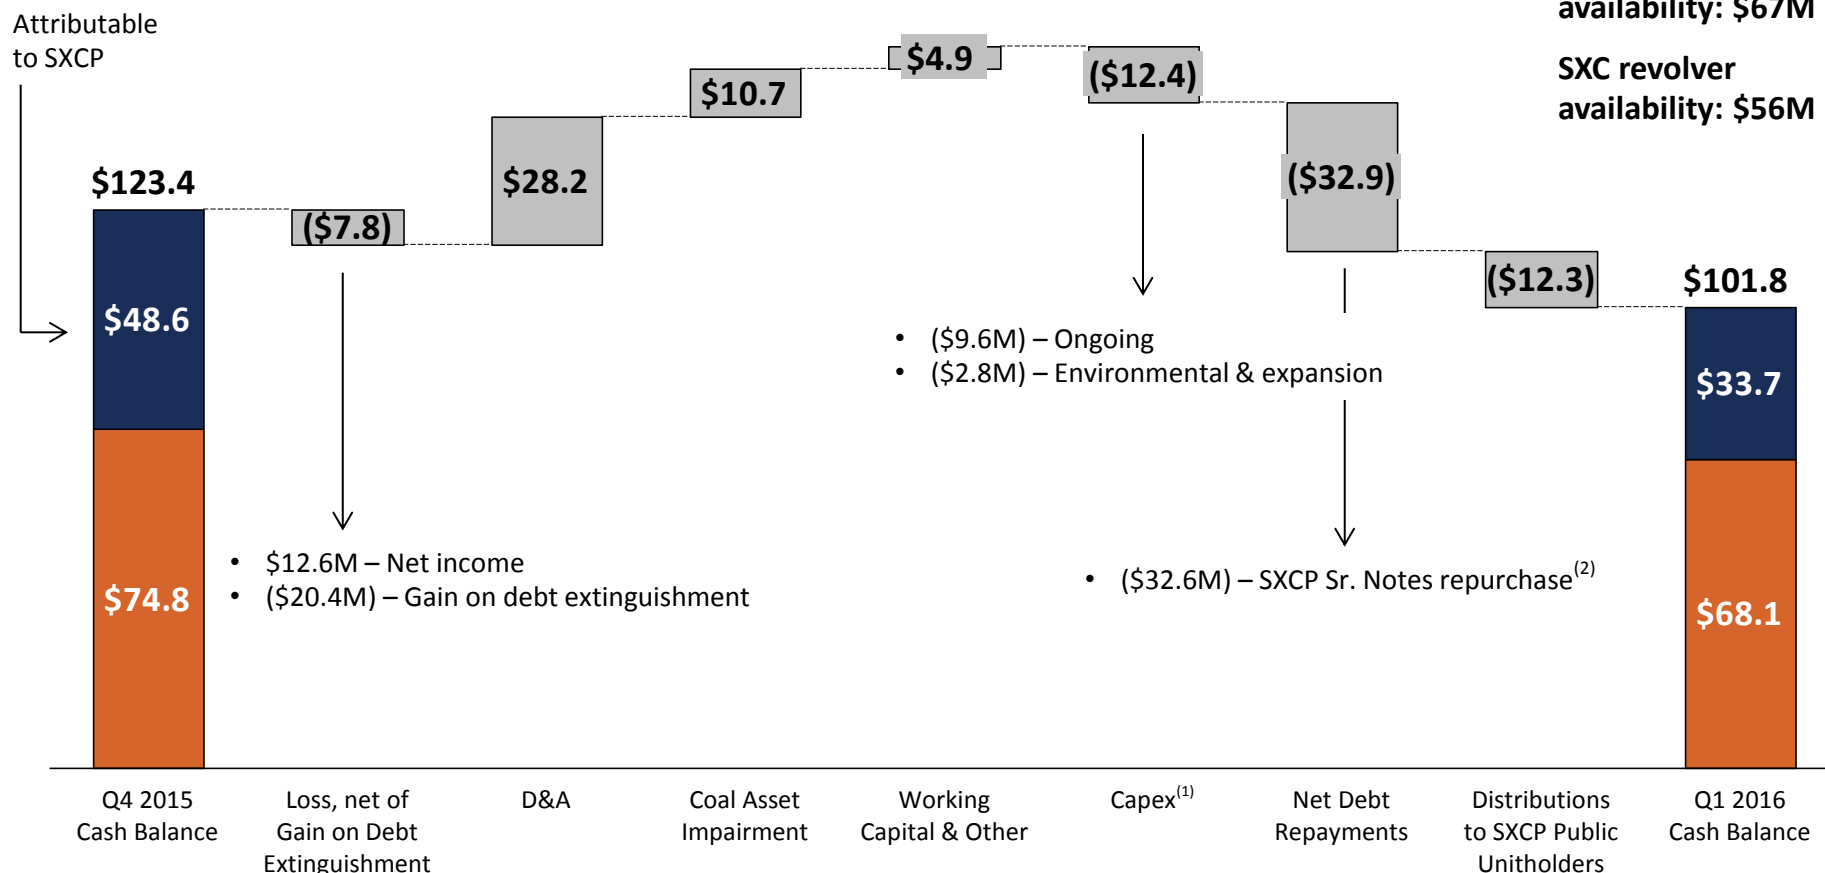 Attributable
to SXCP
availability: $67M
SXC revolver
availability: $56M
$4.9
($12.4)
$10.7
$123.4
$28.2
($32.9)
($7.8)
($12.3)
$101.8
$48.6
• ($9.6M) – Ongoing
• ($2.8M) – Environmental & expansion
$33.7
• $12.6M – Net income
• ($20.4M) – Gain on debt extinguishment
• ($32.6M) – SXCP Sr. Notes repurchase(2)
$74.8
$68.1
Q4 2015
Cash Balance
Loss, net of
Gain on Debt
Extinguishment
D&A
Coal Asset
Impairment
Working
Capital & Other
Capex(1)
Net Debt
Repayments
Distributions
to SXCP Public
Unitholders
Q1 2016
Cash Balance